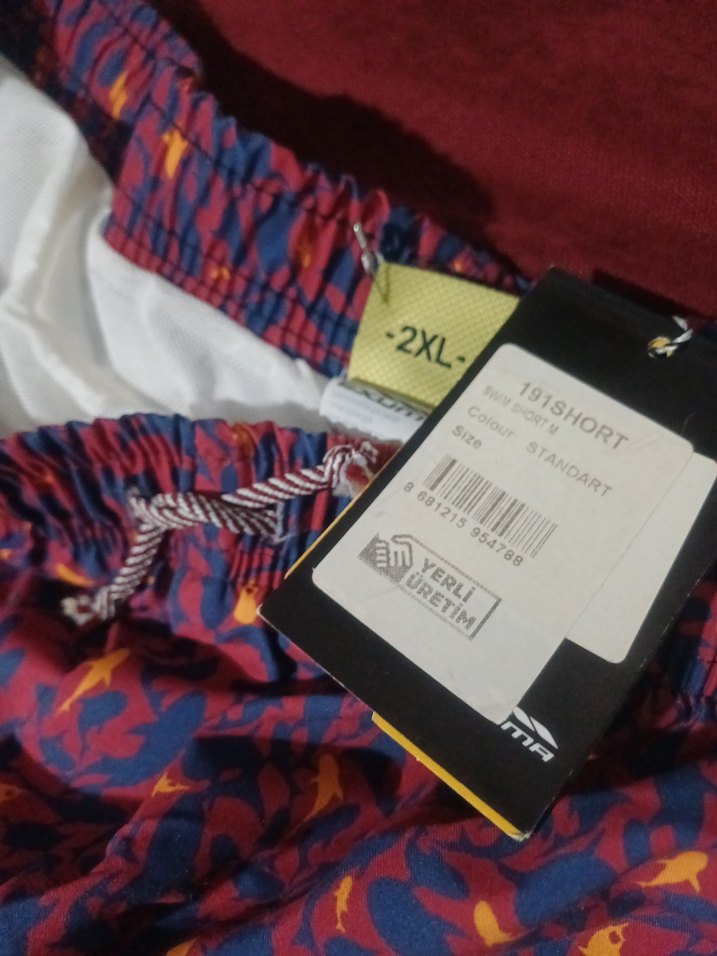 -2XL-
191SHORT
SWIM SHORT M
Colour STANDART
Size
8 681215 954788
YERLİ
ÜRETİM